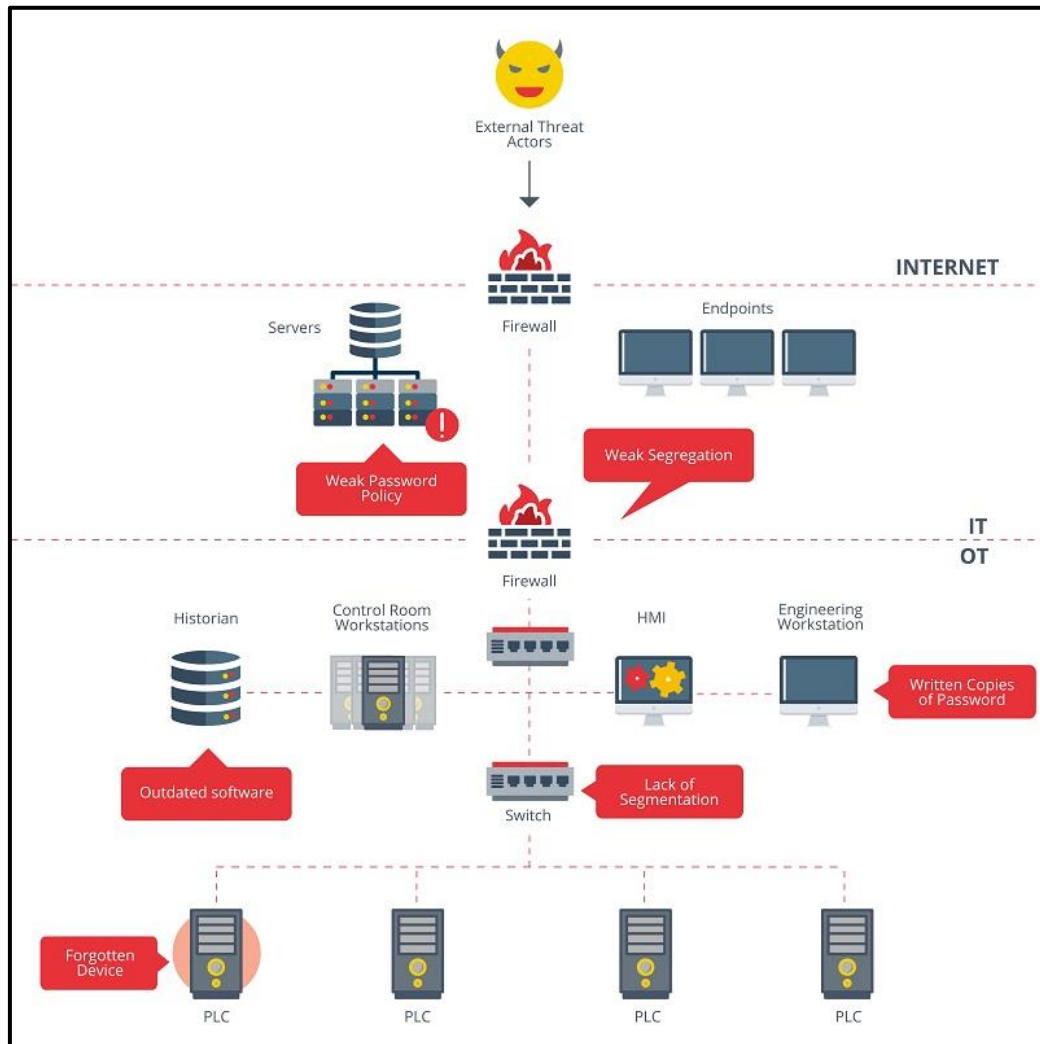 External Threat
Actors
INTERNET
Firewall
Servers
Endpoints
Weak Password
Policy
Weak Segregation
IT
OT
Firewall
Historian
Control Room
Workstations
HMI
Engineering
Workstation
Written Copies
of Password
Outdated software
Lack of
Segmentation
Switch
Forgotten
Device
PLC
PLC
PLC
PLC